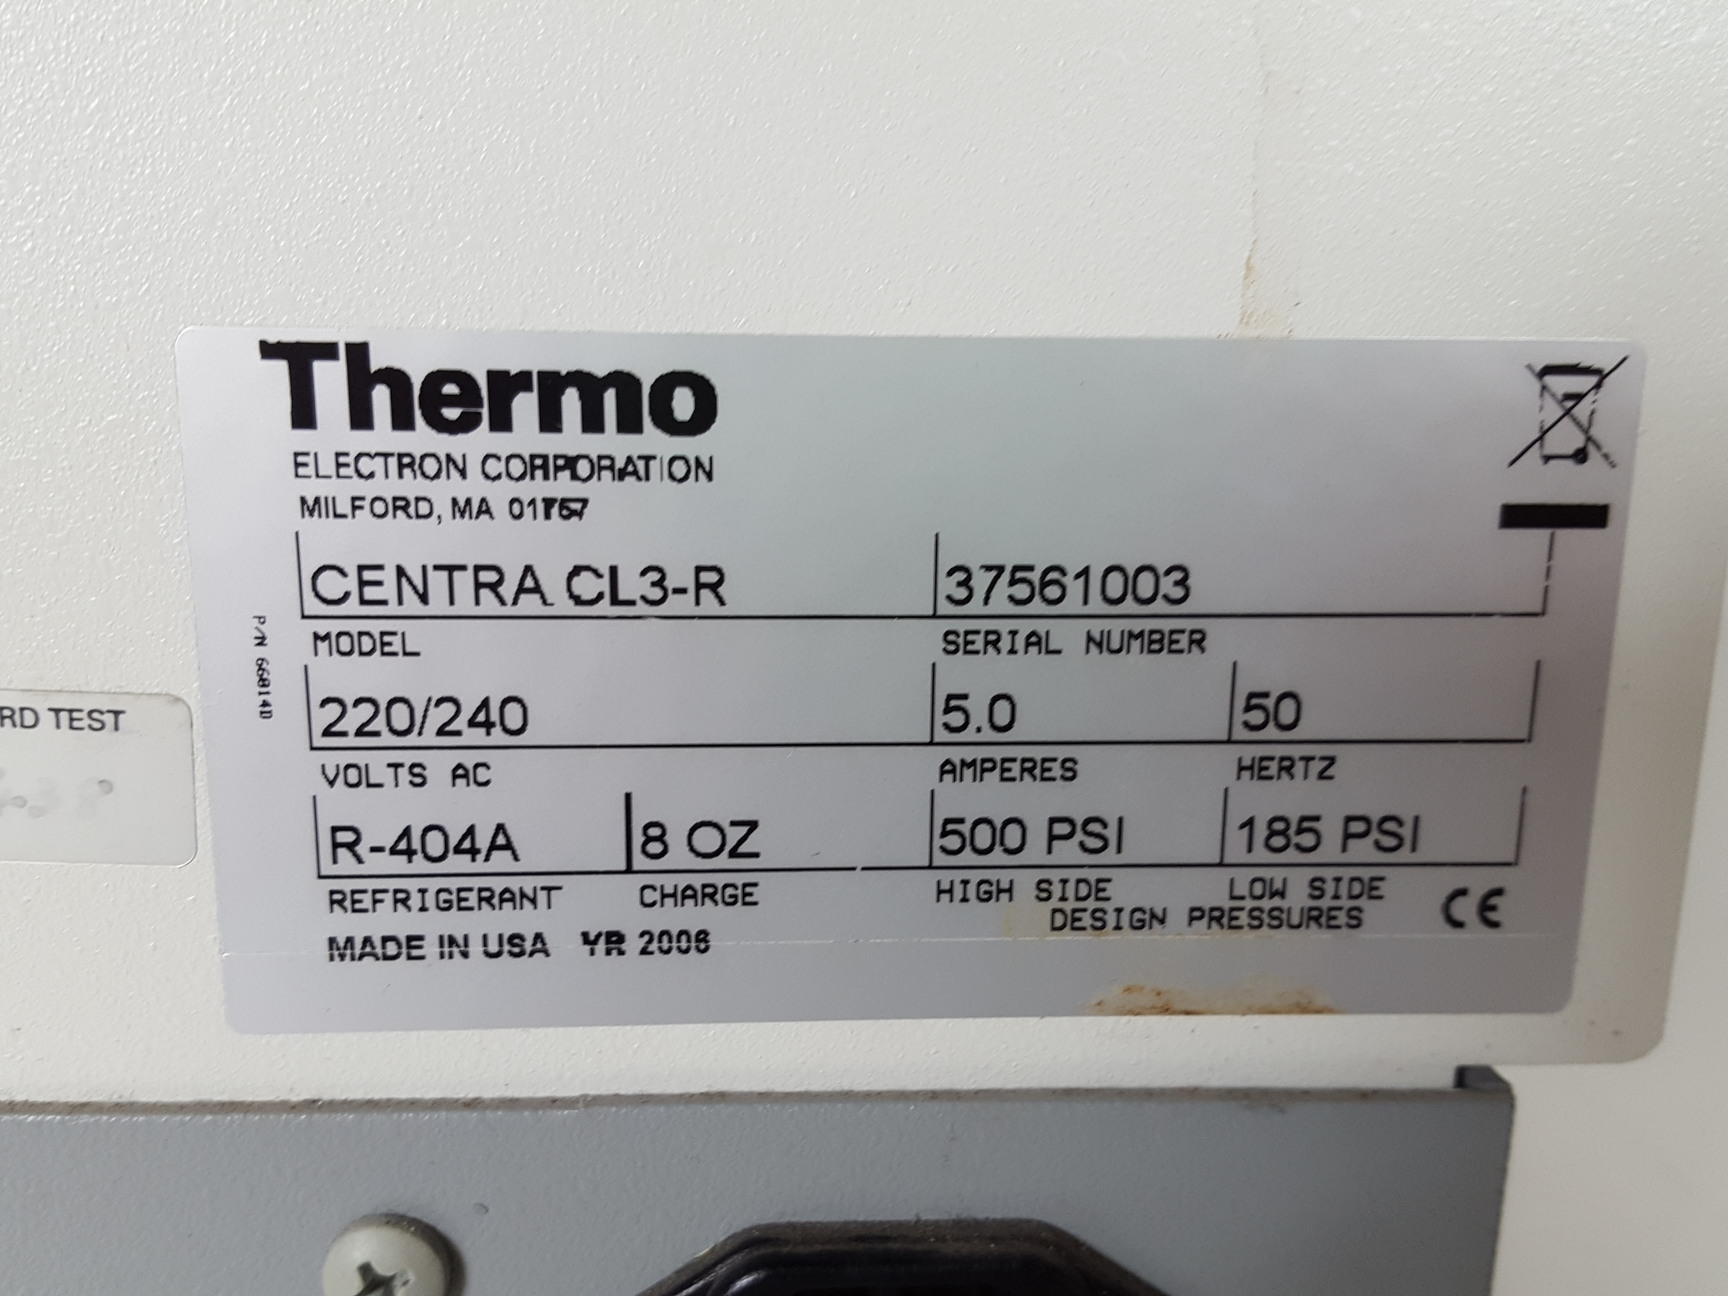 Thermo
ELECTRON CORPORATION
MILFORD, MA 01757
CENTRA CL3-R 37561003
MODEL SERIAL NUMBER
220/240 5.0 50
VOLTS AC AMPERES HERTZ
R-404A 8 OZ 500 PSI 185 PSI
REFRIGERANT CHARGE HIGH SIDE LOW SIDE
DESIGN PRESSURES CE
MADE IN USA YR 2006
P/N 66014D
RD TEST